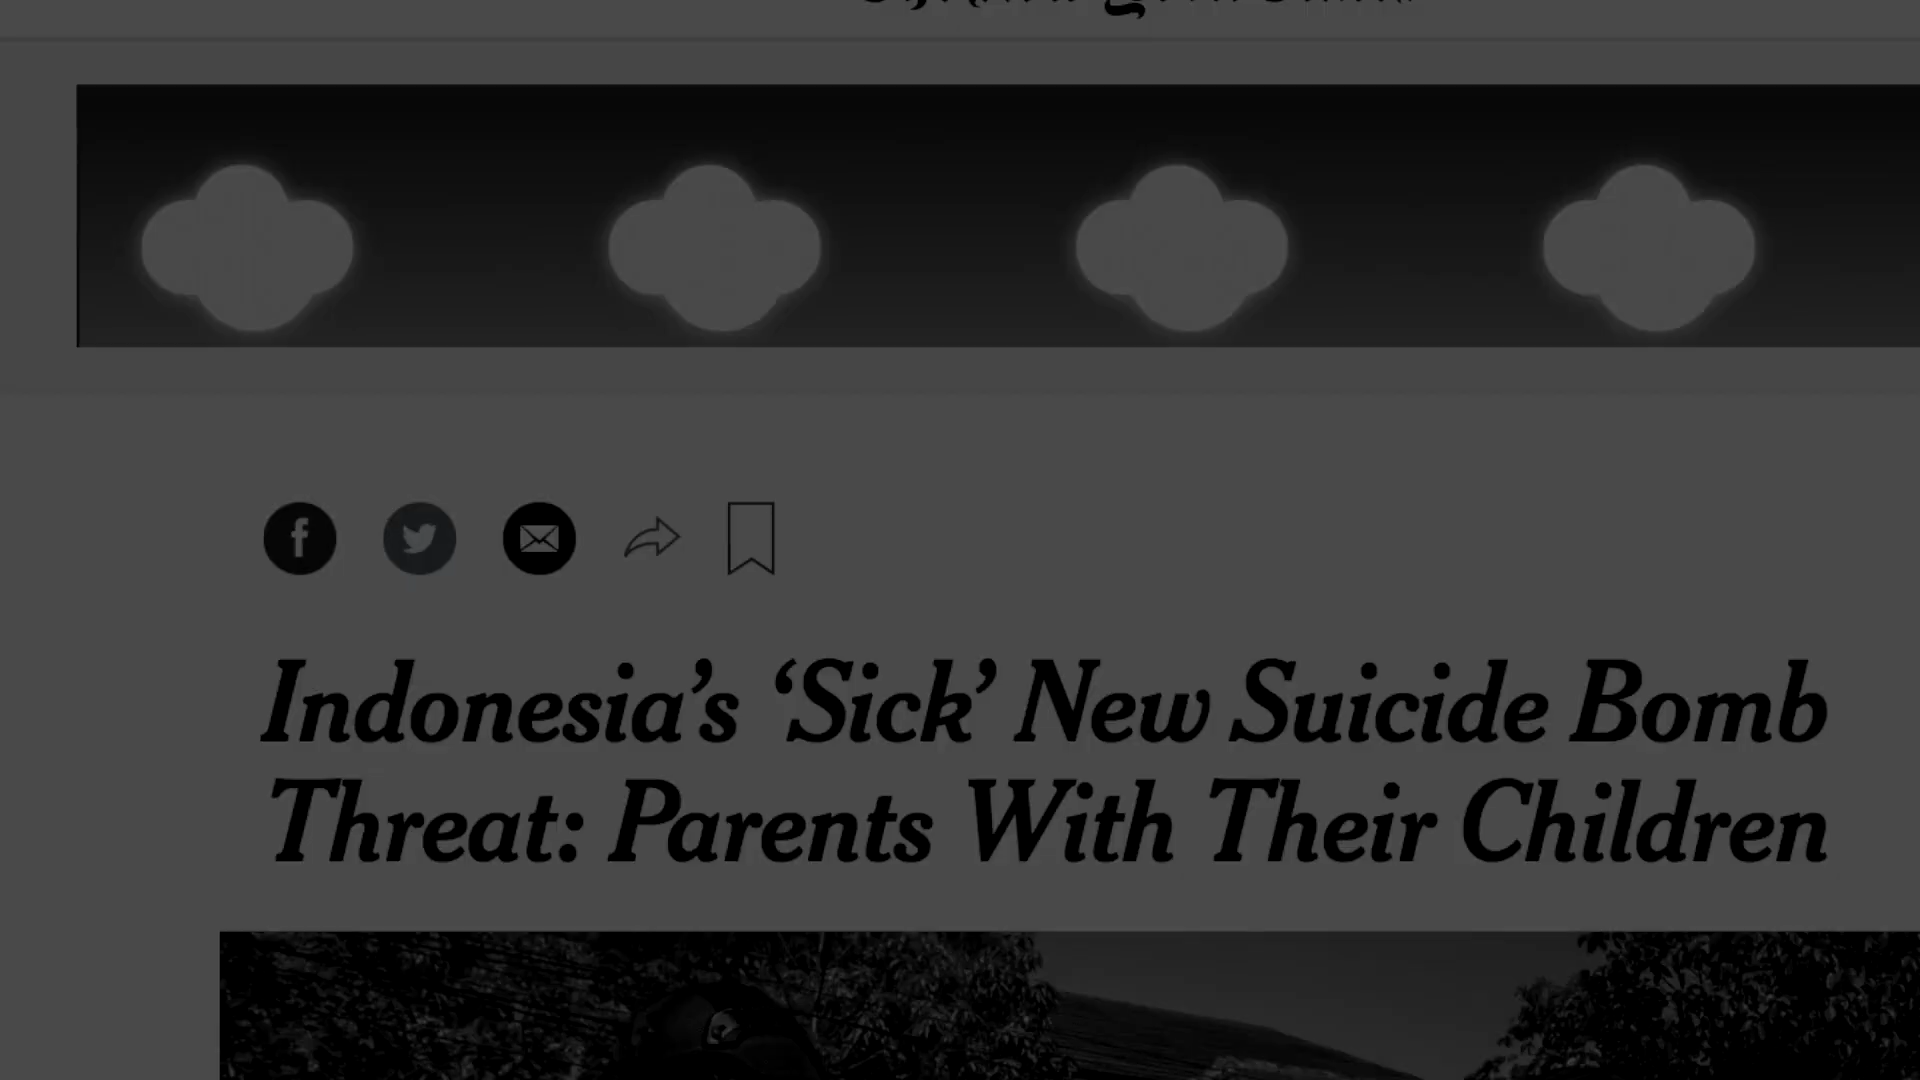 Indonesia’s ‘Sick’ New Suicide Bomb
Threat: Parents With Their Children